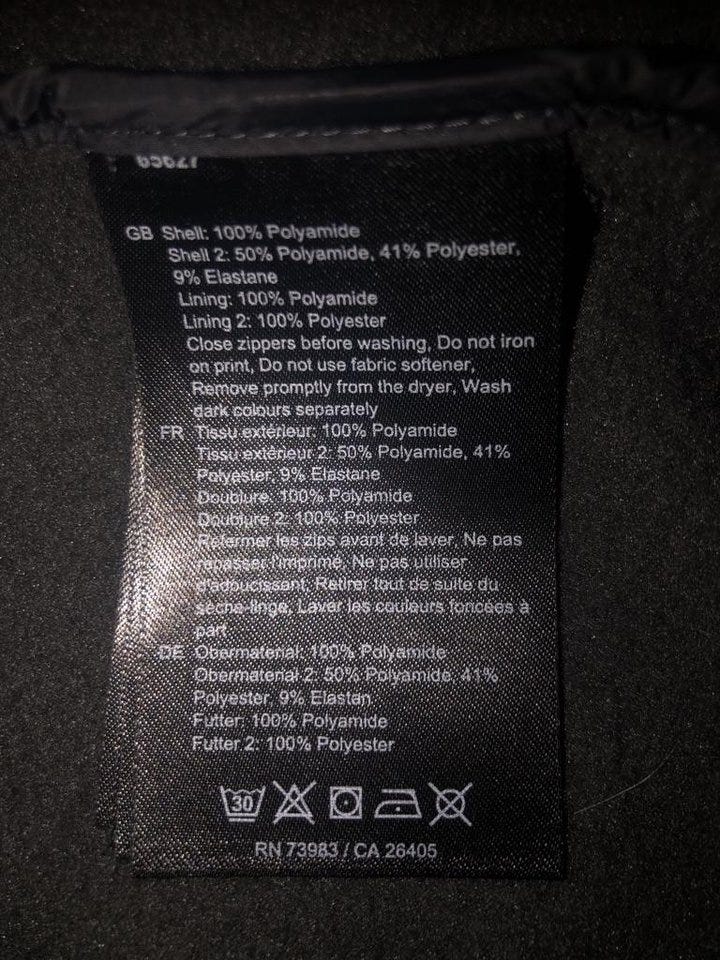 65627
GB Shell: 100% Polyamide
Shell 2: 50% Polyamide, 41% Polyester,
9% Elastane
Lining: 100% Polyamide
Lining 2: 100% Polyester
Close zippers before washing, Do not iron
on print, Do not use fabric softener,
Remove promptly from the dryer, Wash
dark colours separately
FR Tissu extérieur: 100% Polyamide
Tissu extérieur 2: 50% Polyamide, 41%
Polyester, 9% Elastane
Doublure: 100% Polyamide
Doublure 2: 100% Polyester
Refermer les zips avant de laver, Ne pas
repasser l'imprimé, Ne pas utiliser
d'adoucissant, Retirer tout de suite du
sèche-linge, Laver les couleurs foncées à
part
DE Obermaterial: 100% Polyamide
Obermaterial 2: 50% Polyamide, 41%
Polyester, 9% Elastan
Futter: 100% Polyamide
Futter 2: 100% Polyester
30
RN 73983 / CA 26405